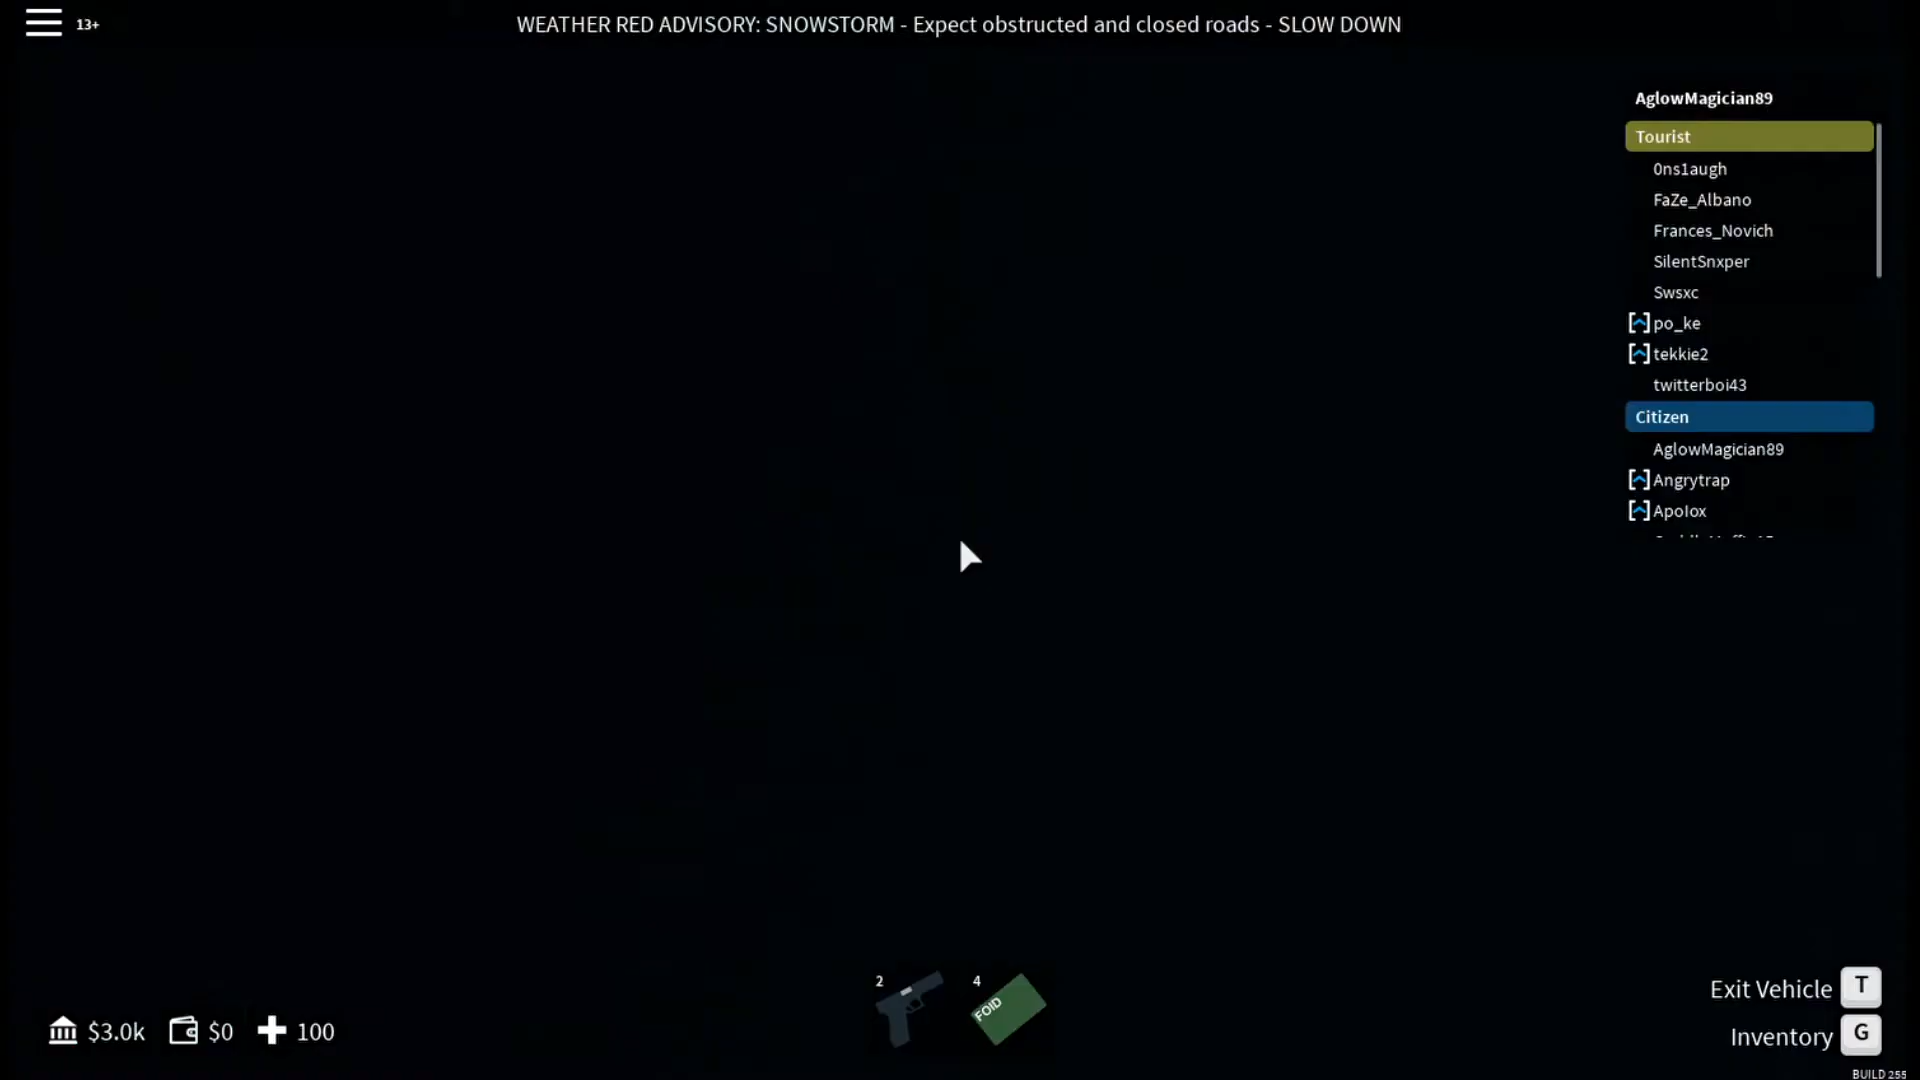 13+
WEATHER RED ADVISORY: SNOWSTORM - Expect obstructed and closed roads - SLOW DOWN
AglowMagician89
Tourist
0ns1augh
FaZe_Albano
Frances_Novich
SilentSnxper
Swsxc
po_ke
tekkie2
twitterboi43
Citizen
AglowMagician89
Angrytrap
Apolox
2
4
FOID
Exit Vehicle T
Inventory G
$3.0k $0 100
BUILD 255